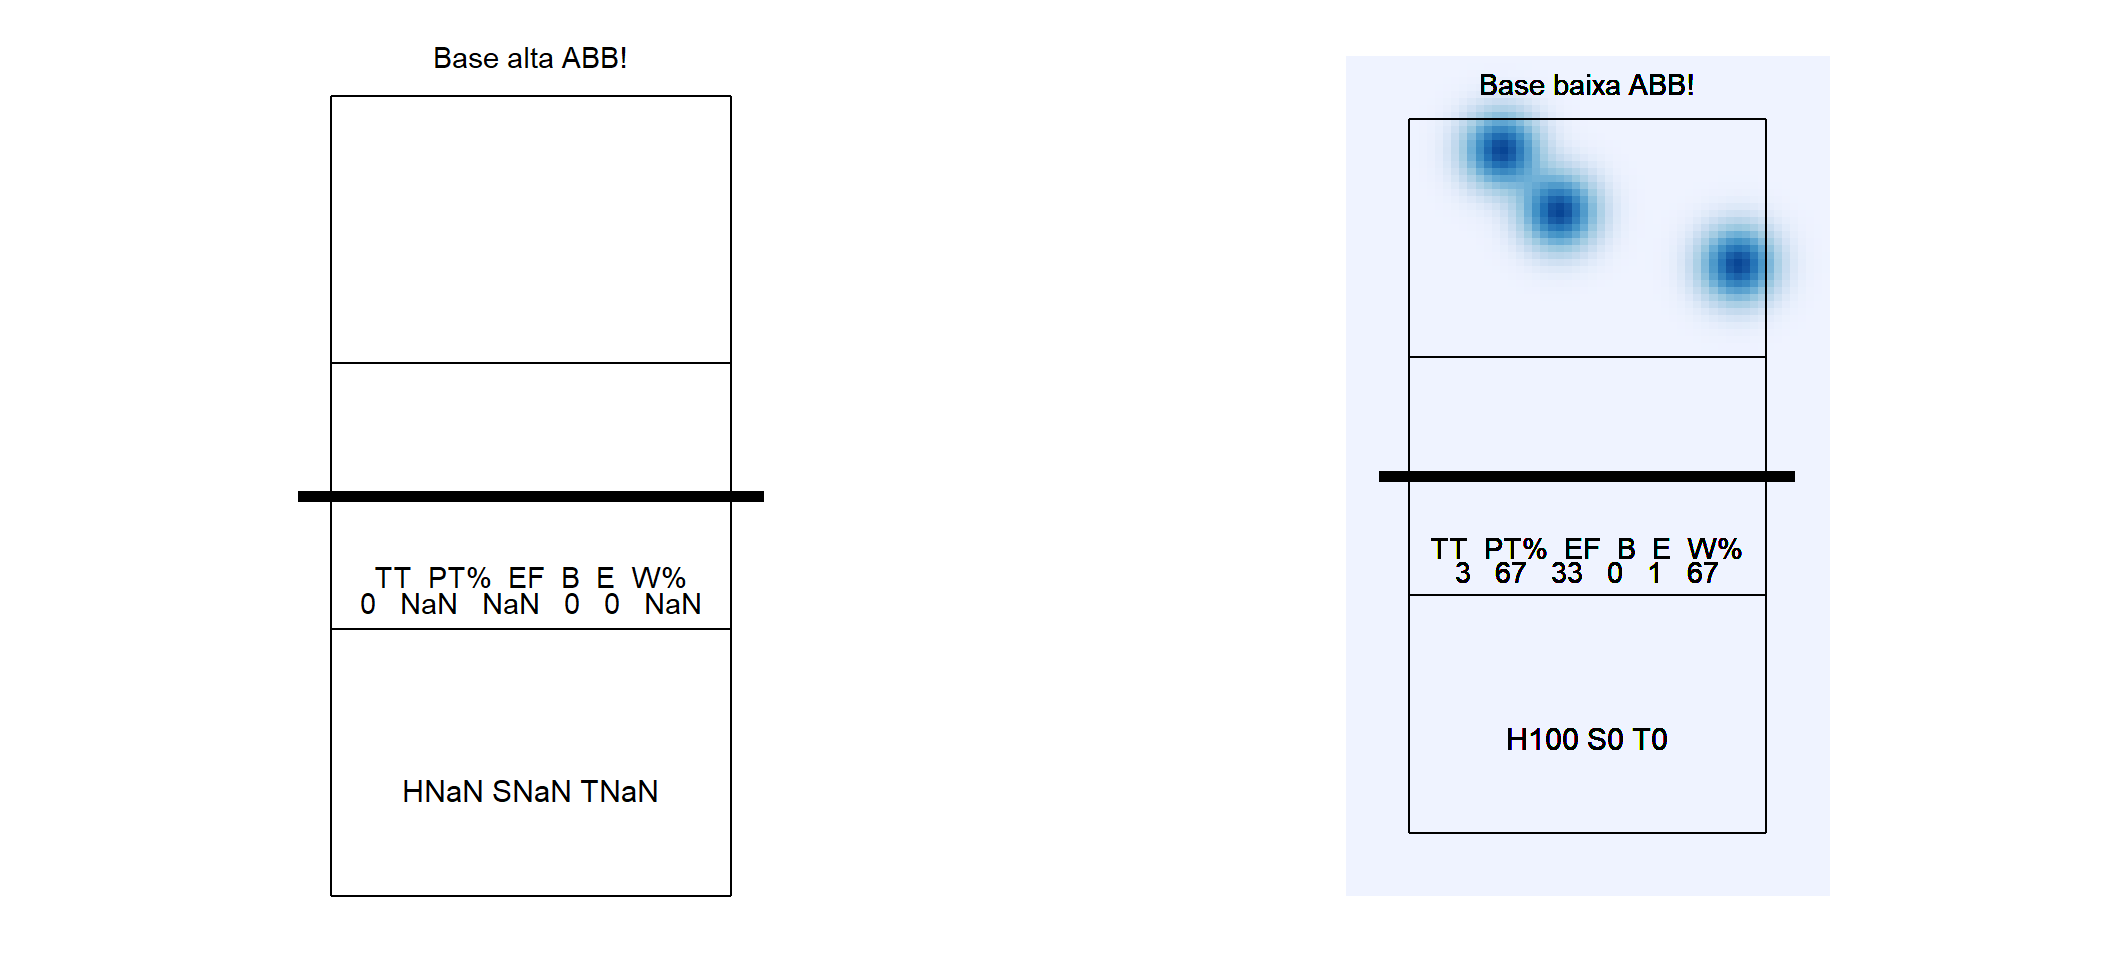 Base alta ABB!
TT PT% EF B E W%
0 NaN NaN 0 0 NaN
HNaN SNaN TNaN
Base baixa ABB!
TT PT% EF B E W%
3 67 33 0 1 67
H100 S0 T0